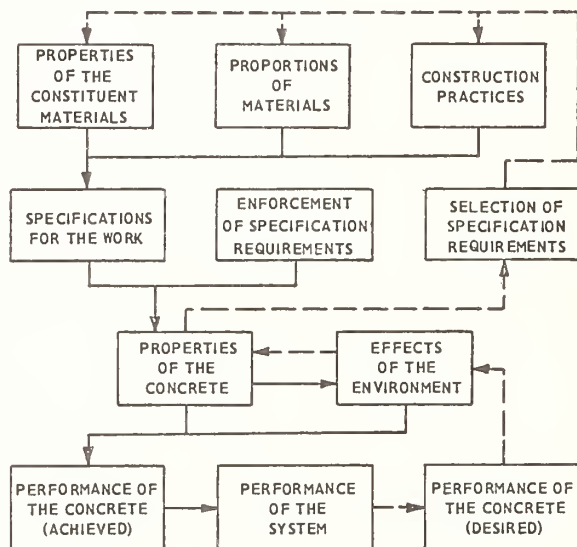 PROPERTIES
OF THE
CONSTITUENT
MATERIALS
PROPORTIONS
OF
MATERIALS
CONSTRUCTION
PRACTICES
SPECIFICATIONS
FOR THE WORK
ENFORCEMENT
OF SPECIFICATION
REQUIREMENTS
SELECTION OF
SPECIFICATION
REQUIREMENTS
PROPERTIES
OF THE
CONCRETE
EFFECTS
OF THE
ENVIRONMENT
PERFORMANCE OF
THE CONCRETE
(ACHIEVED)
PERFORMANCE
OF THE
SYSTEM
PERFORMANCE OF
THE CONCRETE
(DESIRED)